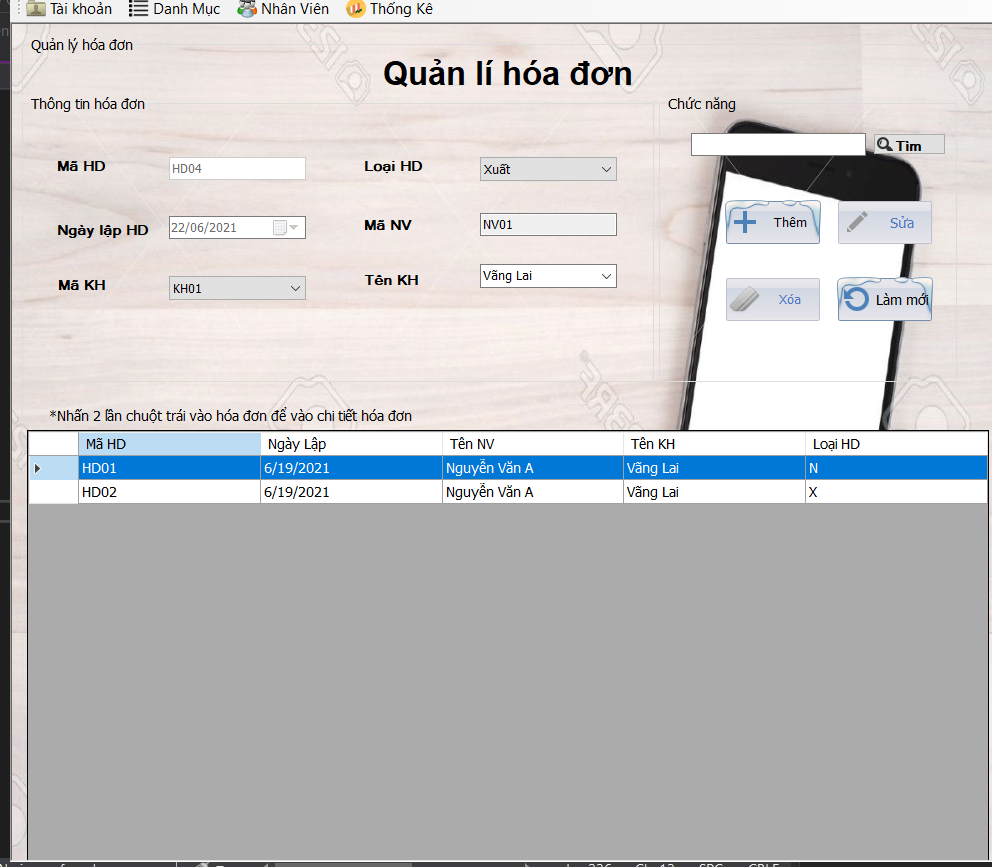 Tài khoản Danh Mục Nhân Viên Thống Kê
Quản lý hóa đơn
Quản lí hóa đơn
Thông tin hóa đơn
Chức năng
Mã HD HD04 Loại HD Xuất
Tìm
Ngày lập HD 22/06/2021 Mã NV NV01
Thêm Sửa
Mã KH KH01 Tên KH Vãng Lai
Xóa Làm mới
*Nhấn 2 lần chuột trái vào hóa đơn để vào chi tiết hóa đơn
Mã HD Ngày Lập Tên NV Tên KH Loại HD
HD01 6/19/2021 Nguyễn Văn A Vãng Lai N
HD02 6/19/2021 Nguyễn Văn A Vãng Lai X